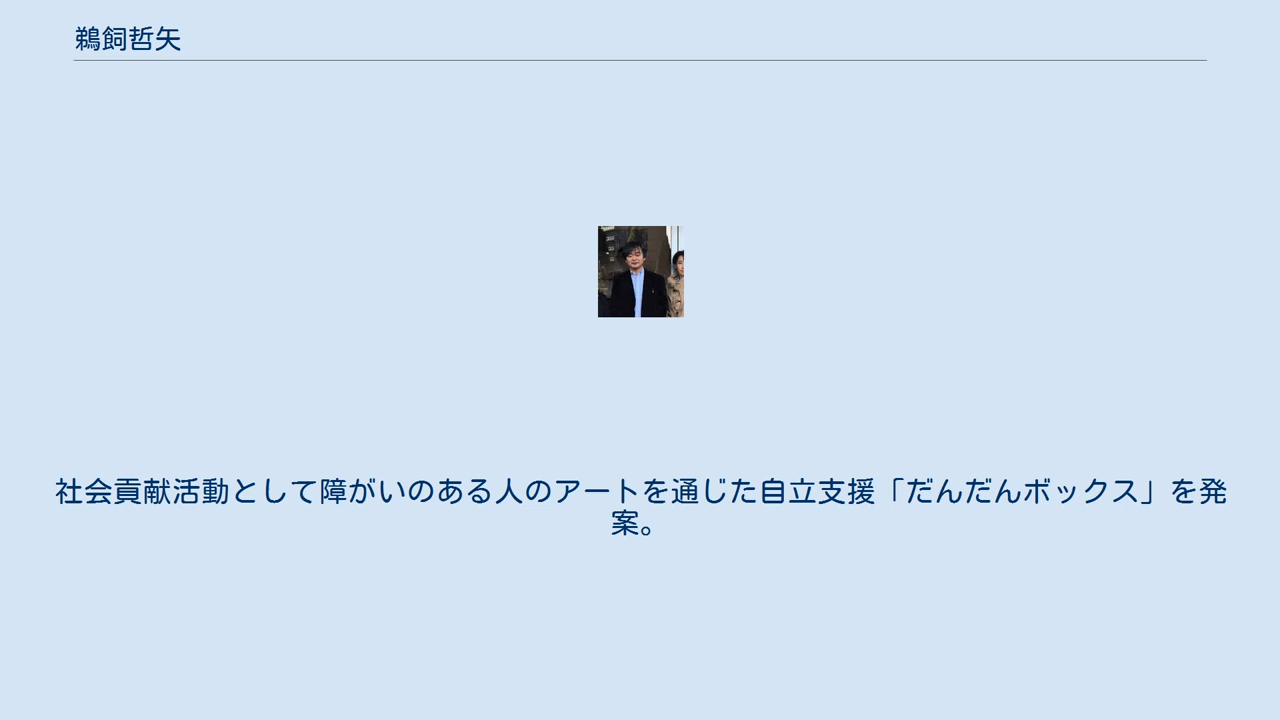 鵜飼哲矢
社会貢献活動として障がいのある人のアートを通じた自立支援「だんだんボックス」を発
案。